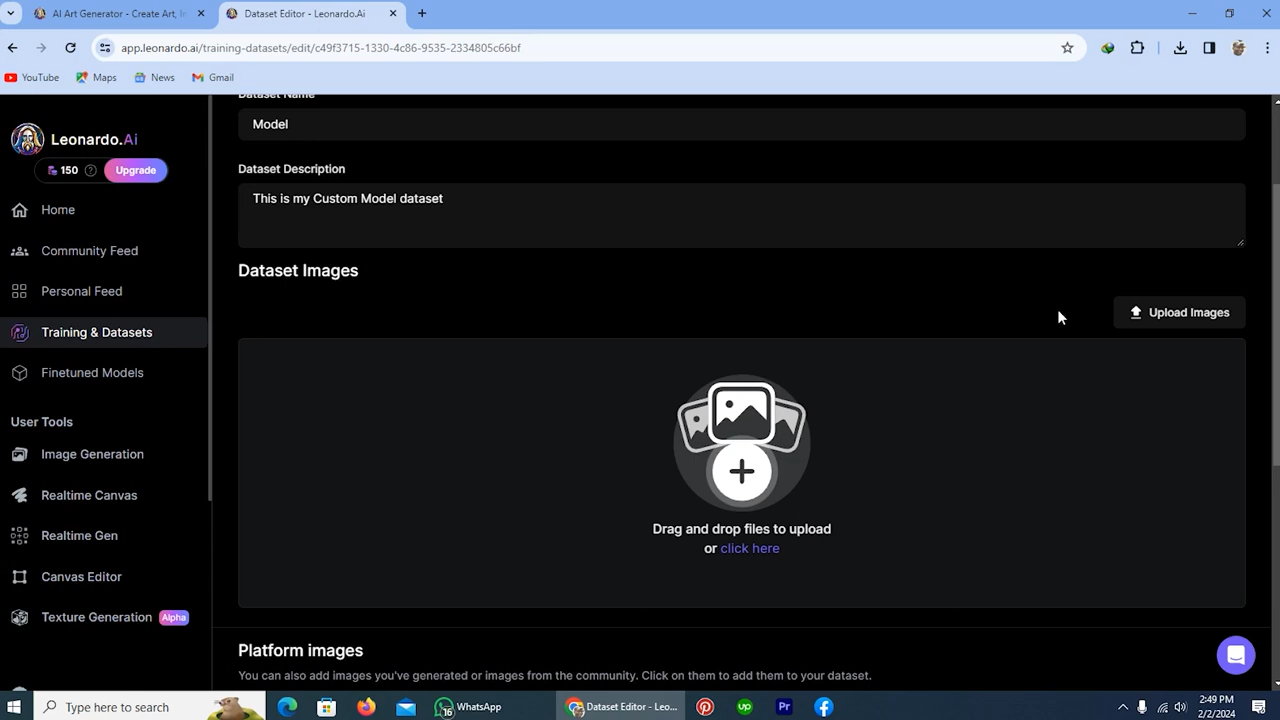 AI Art Generator - Create Art, I
Dataset Editor - Leonardo.Ai
app.leonardo.ai/training-datasets/edit/c49f3715-1330-4c86-9535-2334805c66bf
YouTube
Maps
News
Gmail
Leonardo.Ai
150
Upgrade
Home
Community Feed
Personal Feed
Training & Datasets
Finetuned Models
User Tools
Image Generation
Realtime Canvas
Realtime Gen
Canvas Editor
Texture Generation Alpha
Dataset Name
Model
Dataset Description
This is my Custom Model dataset
Dataset Images
Upload Images
Drag and drop files to upload
or click here
Platform images
You can also add images you've generated or images from the community. Click on them to add them to your dataset.
Type here to search
16
WhatsApp
Dataset Editor - Leo...
up
Pr
2:49 PM
2/2/2024